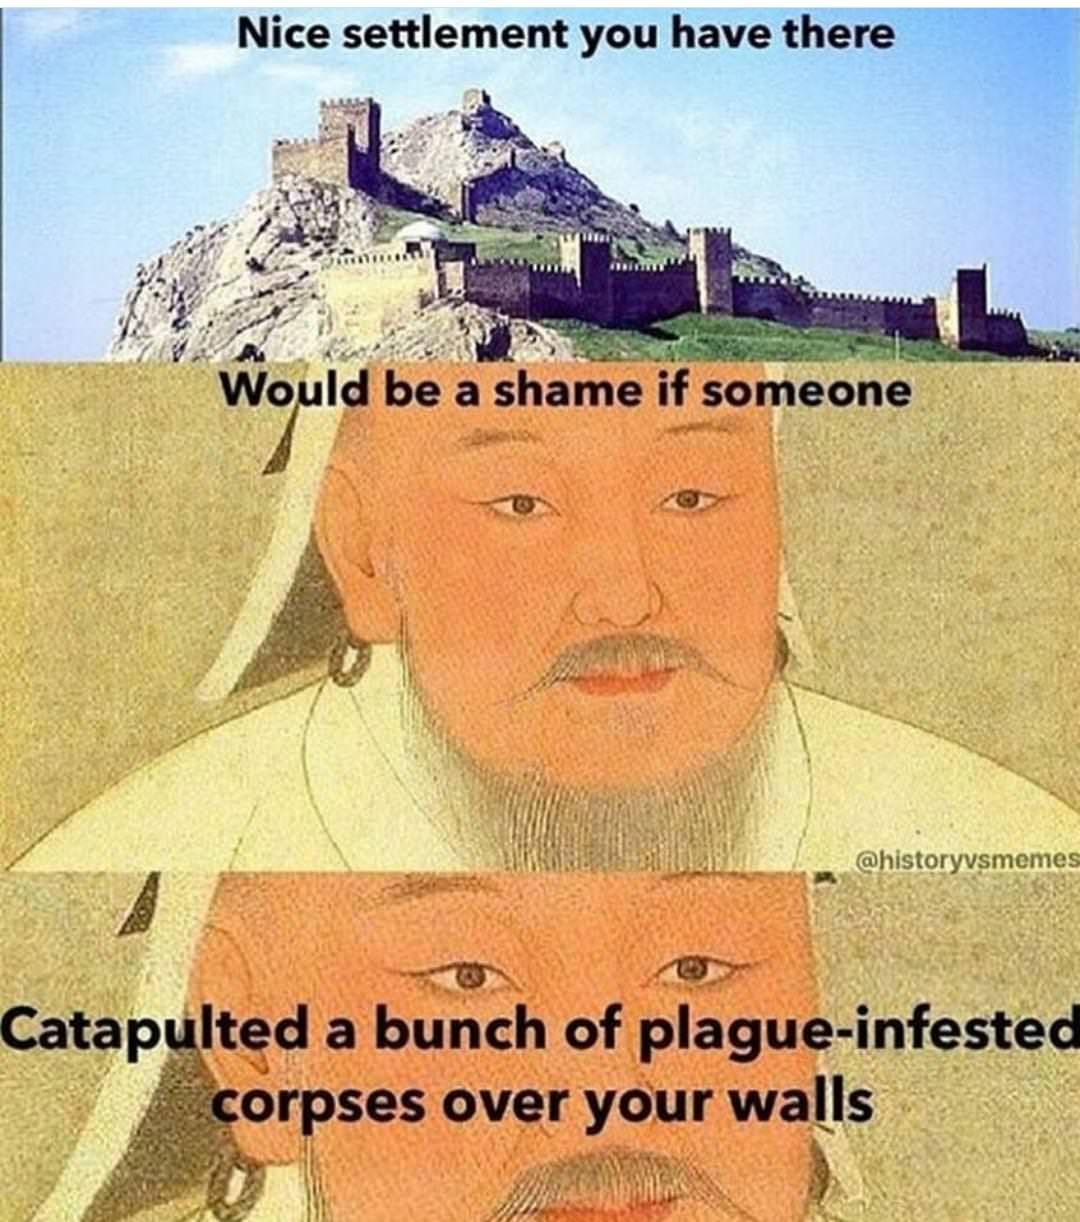 Nice settlement you have there
Would be a shame if someone
@historyvsmemes
Catapulted a bunch of plague-infested
corpses over your walls